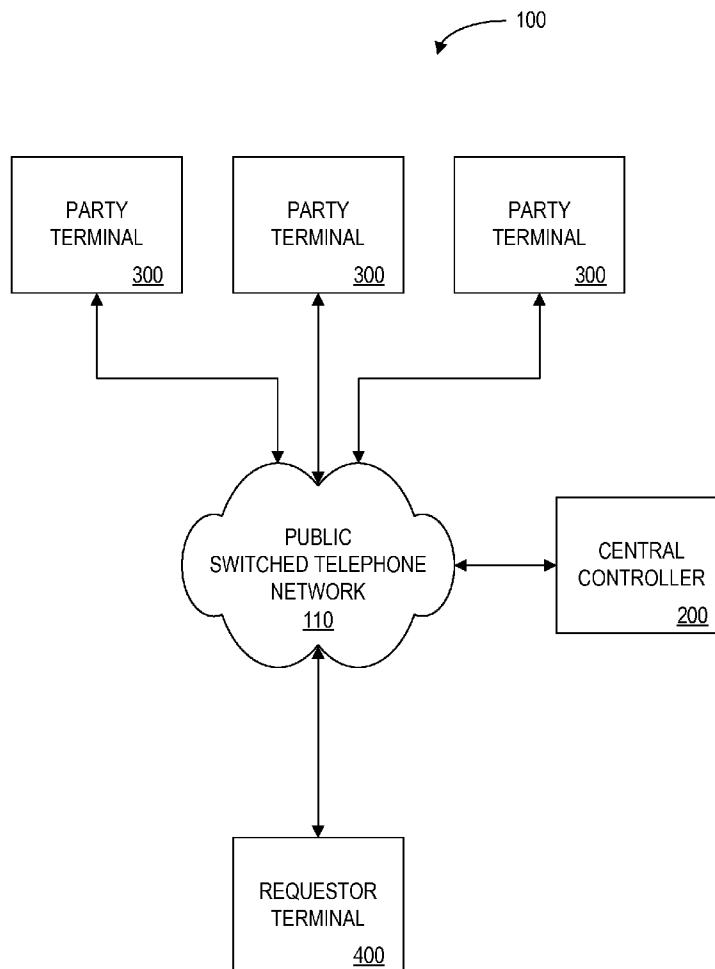 100
PARTY
TERMINAL
300
PARTY
TERMINAL
300
PARTY
TERMINAL
300
PUBLIC
SWITCHED TELEPHONE
NETWORK
110
CENTRAL
CONTROLLER
200
REQUESTOR
TERMINAL
400